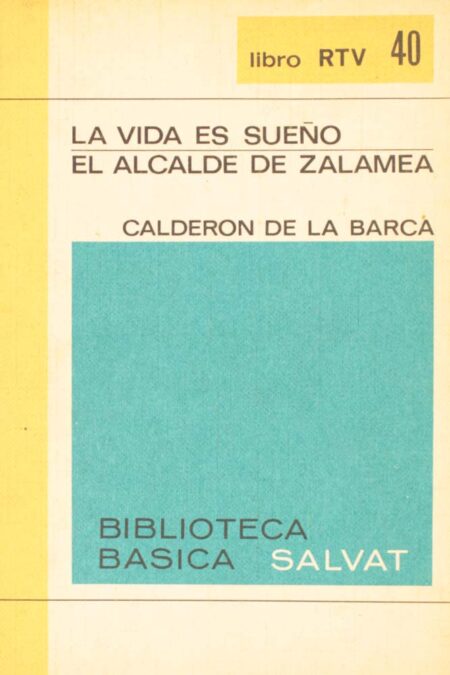 libro RTV 40
LA VIDA ES SUEÑO
EL ALCALDE DE ZALAMEA
CALDERON DE LA BARCA
BIBLIOTECA
BASICA SALVAT